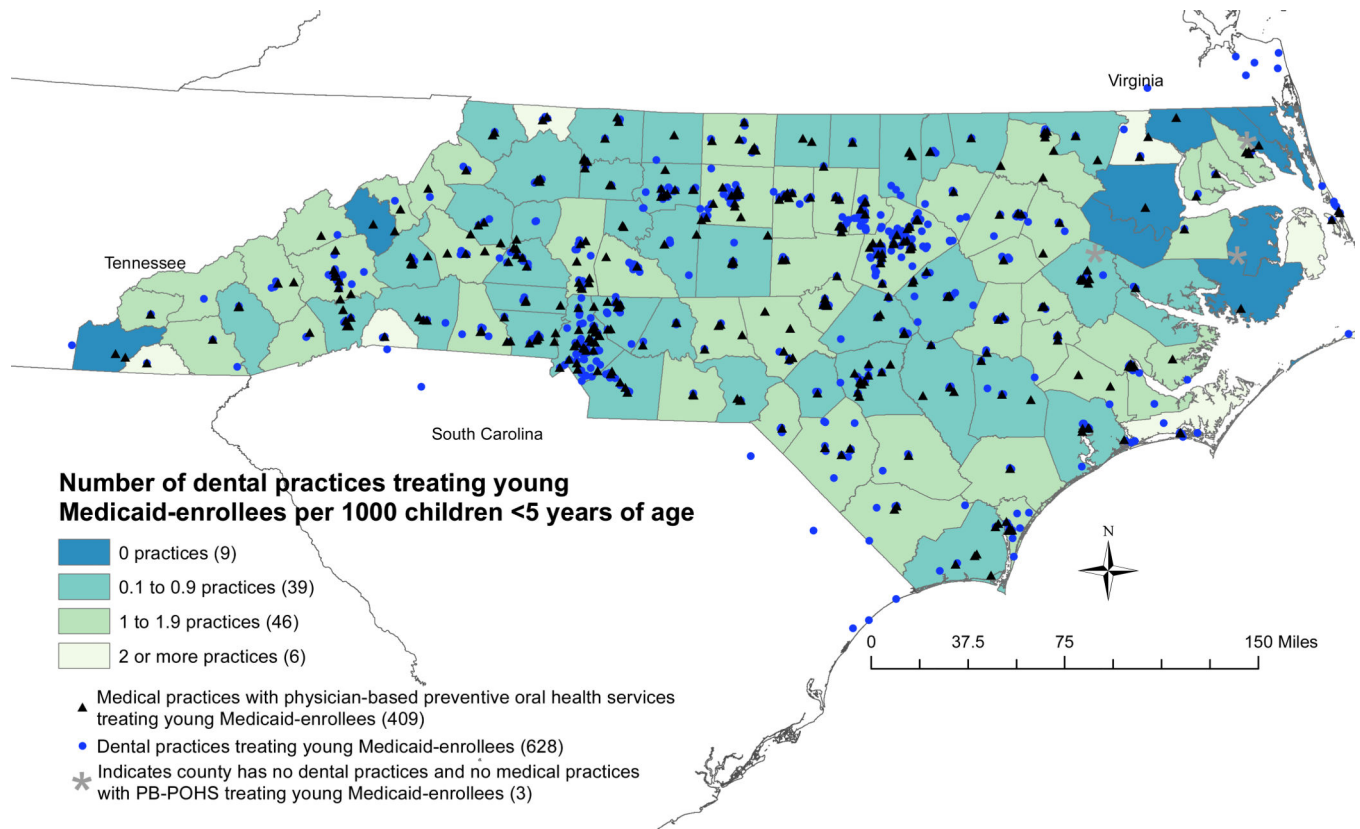 Virginia
Tennessee
South Carolina
Number of dental practices treating young
Medicaid-enrollees per 1000 children <5 years of age
0 practices (9)
0.1 to 0.9 practices (39)
1 to 1.9 practices (46)
2 or more practices (6)
Medical practices with physician-based preventive oral health services
treating young Medicaid-enrollees (409)
Dental practices treating young Medicaid-enrollees (628)
Indicates county has no dental practices and no medical practices
with PB-POHS treating young Medicaid-enrollees (3)
N
0 37.5 75 150 Miles